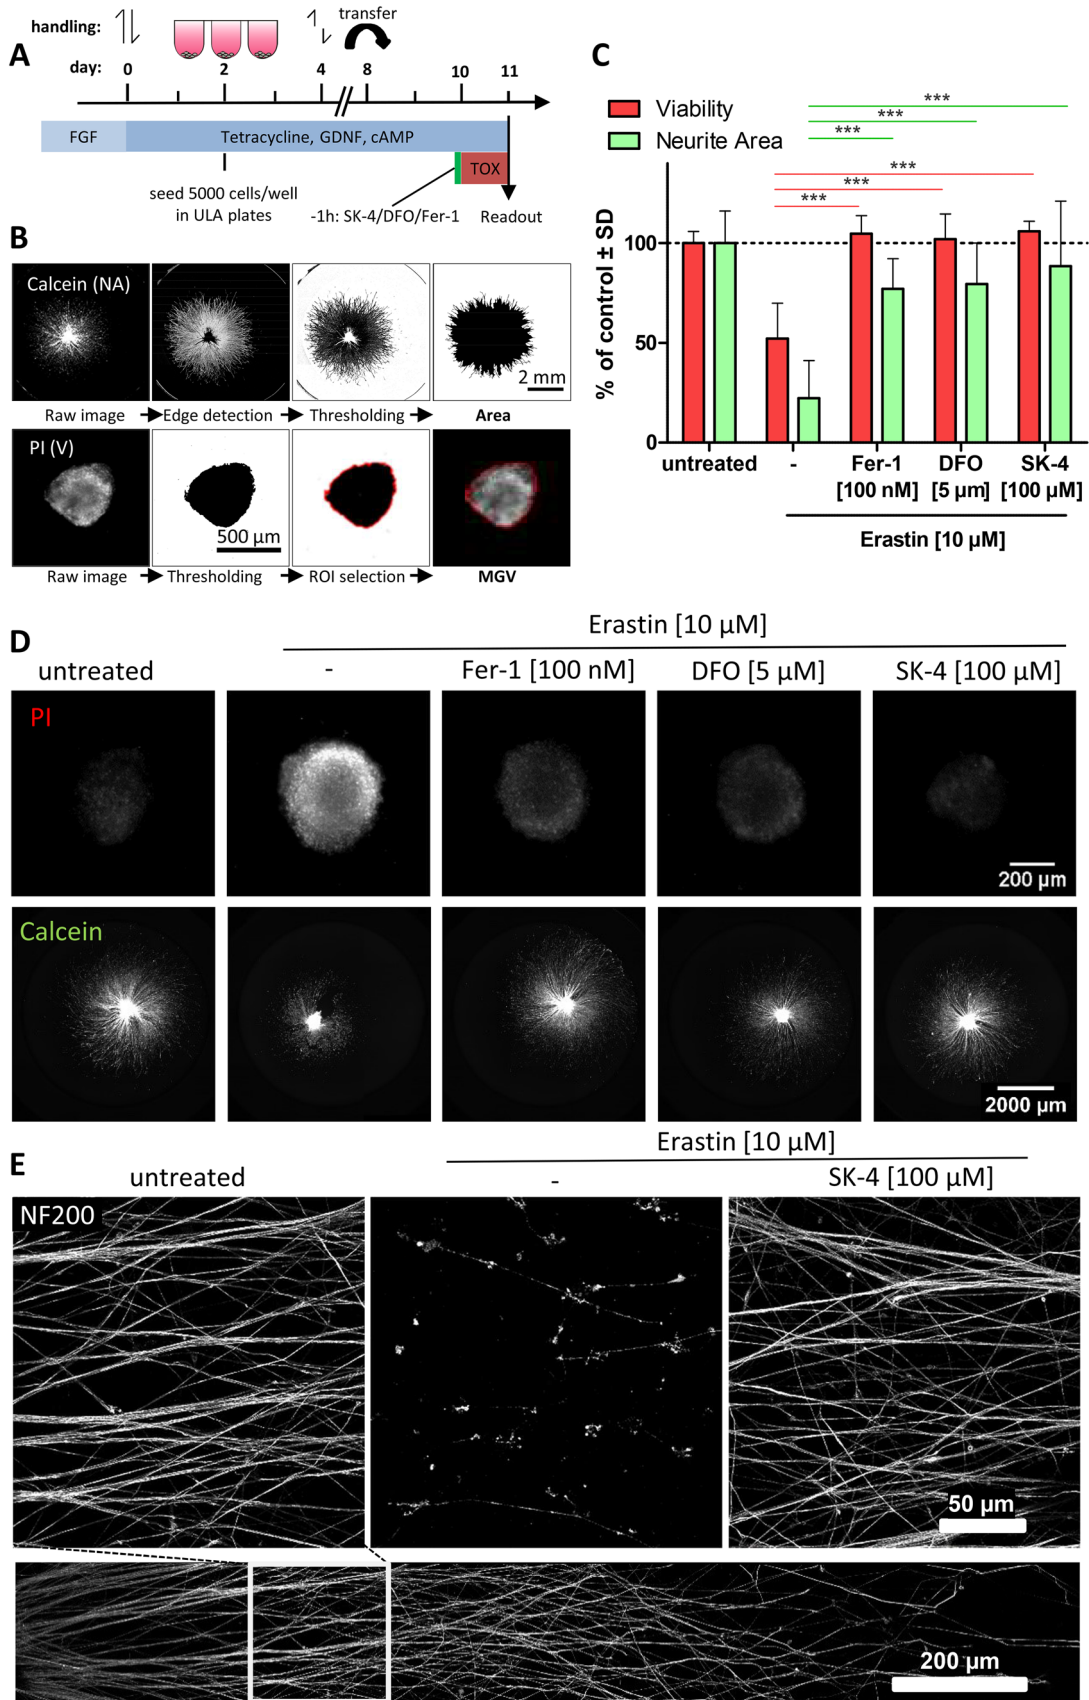 handling:
transfer
A
day: 0 2 4 8 10 11
FGF
Tetracycline, GDNF, cAMP
TOX
seed 5000 cells/well
in ULA plates
-1h: SK-4/DFO/Fer-1
Readout
B
Calcein (NA)
2 mm
Raw image Edge detection Thresholding Area
PI (V)
500 µm
Raw image Thresholding ROI selection MGV
C
Viability
Neurite Area
***
***
***
***
***
***
% of control ± SD
100
50
0
untreated - Fer-1 DFO SK-4
[100 nM] [5 µm] [100 µM]
Erastin [10 µM]
D
Erastin [10 µM]
untreated - Fer-1 [100 nM] DFO [5 µM] SK-4 [100 µM]
PI
200 µm
Calcein
2000 µm
E
Erastin [10 µM]
untreated - SK-4 [100 µM]
NF200
50 µm
200 µm